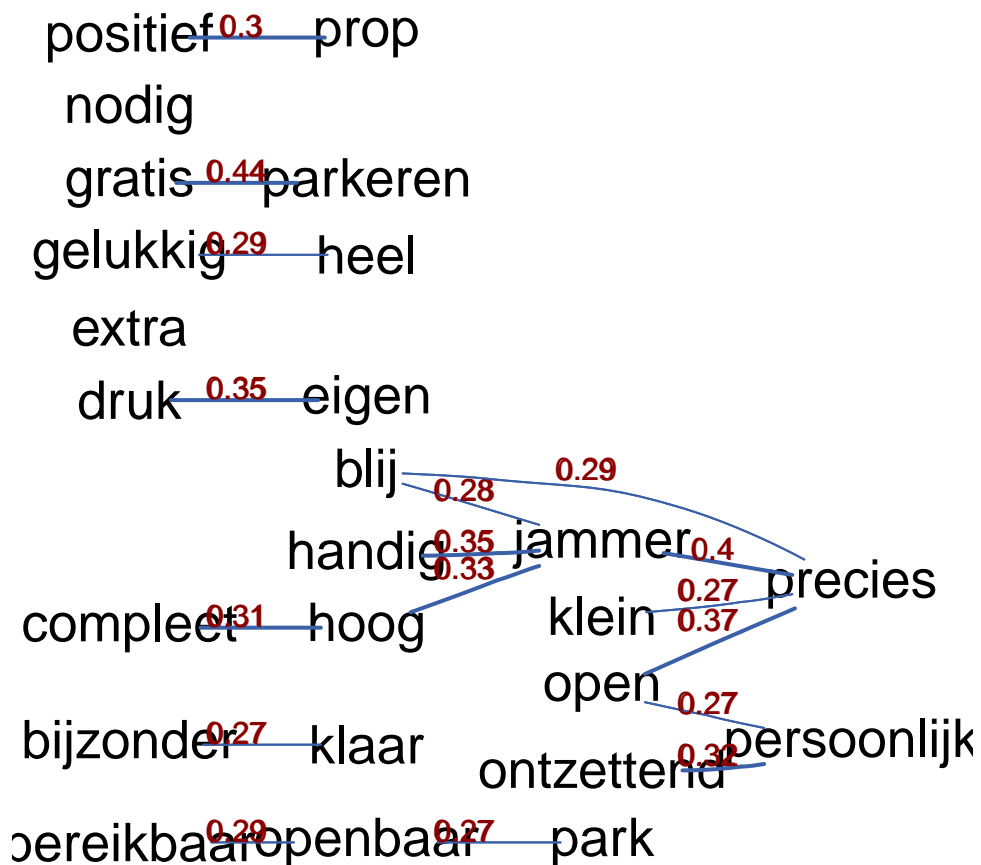 positief 0.3 prop
nodig
gratis 0.44 parkeren
gelukkig 0.29 heel
extra
druk 0.35 eigen
blij 0.29
0.28
handig 0.35 jammer 0.4
0.33 precies
0.27
compleet 0.31 hoog klein 0.37
open
0.27
bijzonder 0.27 klaar persoonlijk
ontzettend 0.32
bereikbaar 0.29 openbaar 0.27 park